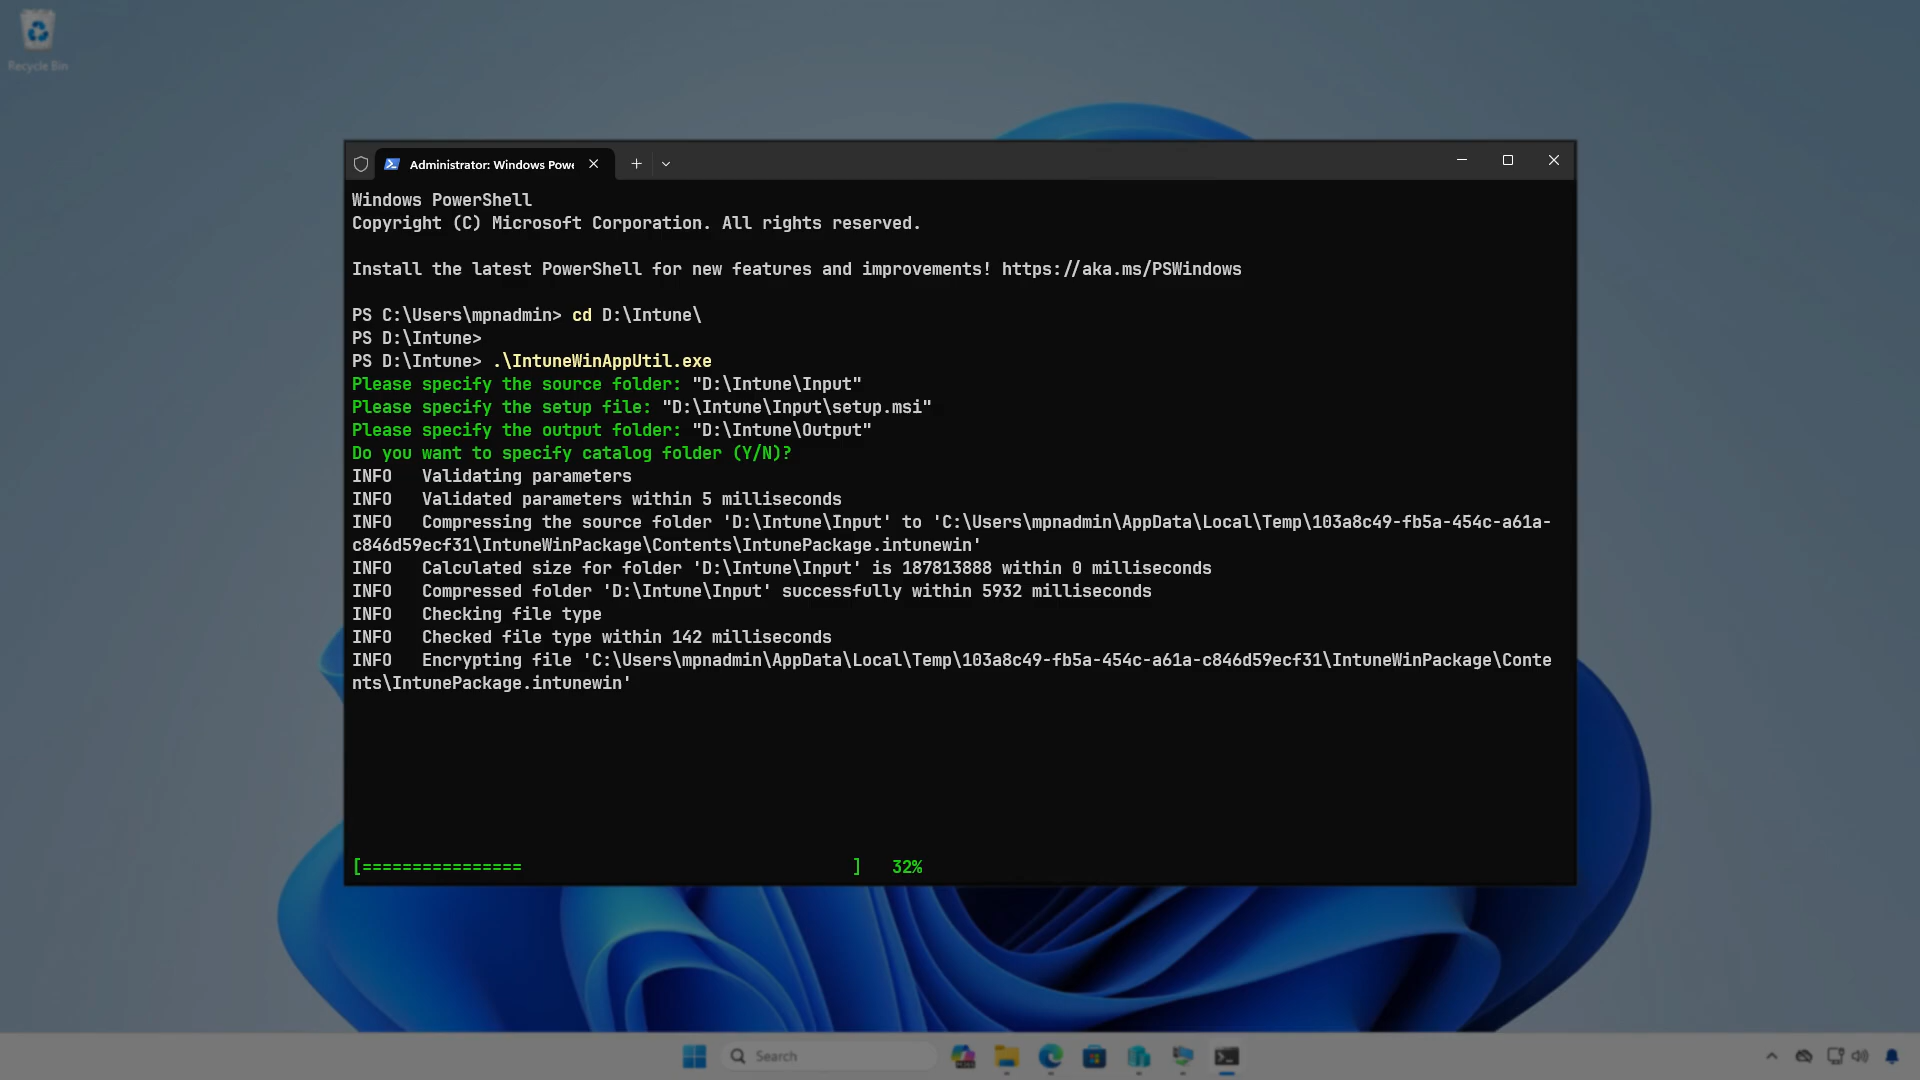 Recycle Bin
Administrator: Windows Powe
Windows PowerShell
Copyright (C) Microsoft Corporation. All rights reserved.
Install the latest PowerShell for new features and improvements! https://aka.ms/PSWindows
PS C:\Users\mpnadmin> cd D:\Intune\
PS D:\Intune>
PS D:\Intune> .\IntuneWinAppUtil.exe
Please specify the source folder: "D:\Intune\Input"
Please specify the setup file: "D:\Intune\Input\setup.msi"
Please specify the output folder: "D:\Intune\Output"
Do you want to specify catalog folder (Y/N)?
INFO   Validating parameters
INFO   Validated parameters within 5 milliseconds
INFO   Compressing the source folder 'D:\Intune\Input' to 'C:\Users\mpnadmin\AppData\Local\Temp\103a8c49-fb5a-454c-a61a-
c846d59ecf31\IntuneWinPackage\Contents\IntunePackage.intunewin'
INFO   Calculated size for folder 'D:\Intune\Input' is 187813888 within 0 milliseconds
INFO   Compressed folder 'D:\Intune\Input' successfully within 5932 milliseconds
INFO   Checking file type
INFO   Checked file type within 142 milliseconds
INFO   Encrypting file 'C:\Users\mpnadmin\AppData\Local\Temp\103a8c49-fb5a-454c-a61a-c846d59ecf31\IntuneWinPackage\Conte
nts\IntunePackage.intunewin'
[================                                 ]   32%
Search